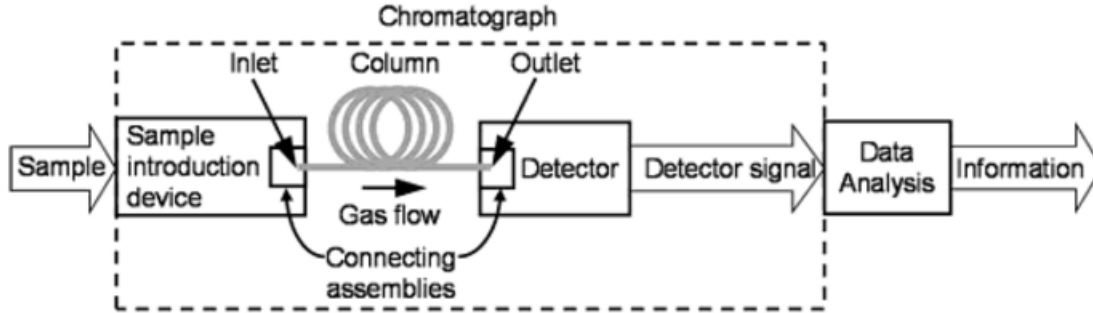 Chromatograph
Inlet
Column
Outlet
Sample
Sample
introduction
device
Detector
Detector signal
Data
Analysis
Information
Gas flow
Connecting
assemblies